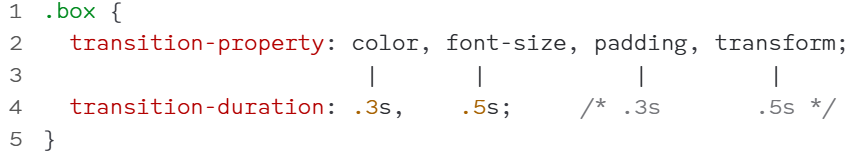 1 .box {
2   transition-property: color, font-size, padding, transform;
3                         |       |           |         |
4   transition-duration: .3s,    .5s;     /* .3s       .5s */
5 }